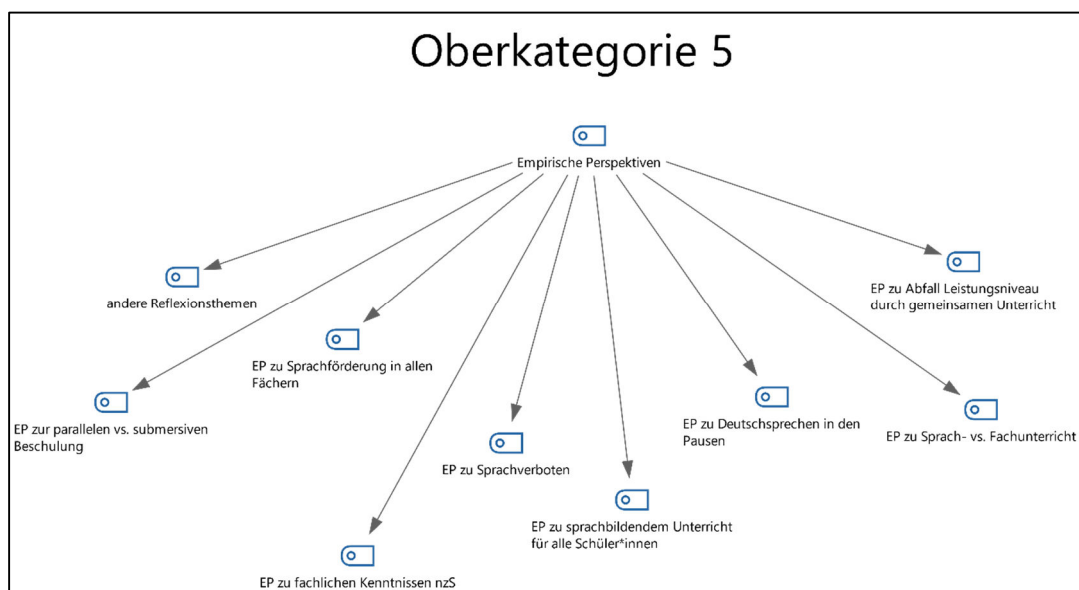 Oberkategorie 5
Empirische Perspektiven
andere Reflexionsthemen
EP zu Abfall Leistungsniveau
durch gemeinsamen Unterricht
EP zu Sprachförderung in allen
Fächern
EP zur parallelen vs. submersiven
Beschulung
EP zu Deutschsprechen in den
Pausen
EP zu Sprach- vs. Fachunterricht
EP zu Sprachverboten
EP zu sprachbildendem Unterricht
für alle Schüler*innen
EP zu fachlichen Kenntnissen nzS